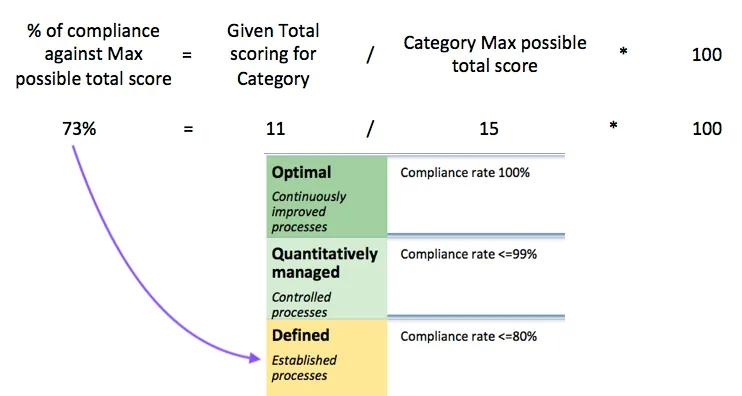 % of compliance
against Max
possible total score
=
Given Total
scoring for
Category
/
Category Max possible
total score
*
100
73%
=
11
/
15
*
100
Optimal
Continuously
improved
processes
Compliance rate 100%
Quantitatively
managed
Controlled
processes
Compliance rate <=99%
Defined
Established
processes
Compliance rate <=80%